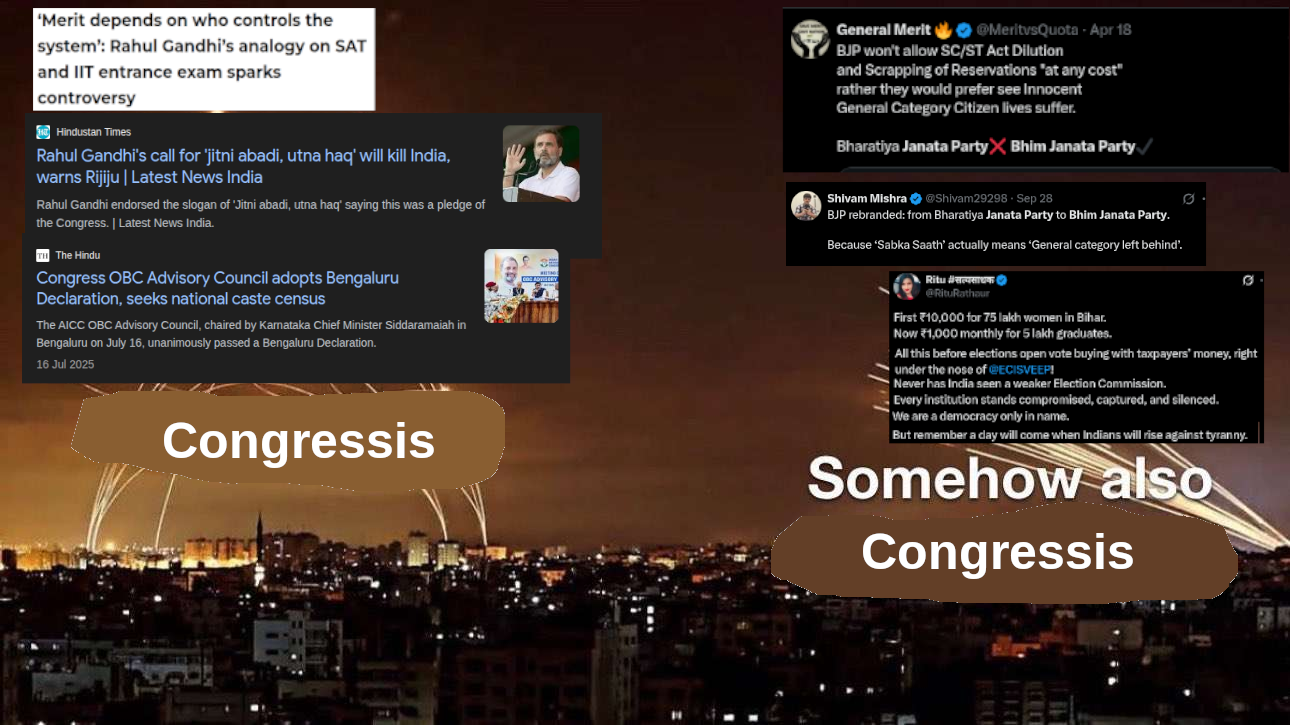 ‘Merit depends on who controls the
system’: Rahul Gandhi’s analogy on SAT
and IIT entrance exam sparks
controversy
Hindustan Times
Rahul Gandhi's call for 'jitni abadi, utna haq' will kill India,
warns Rijiju | Latest News India
Rahul Gandhi endorsed the slogan of 'Jitni abadi, utna haq' saying this was a pledge of
the Congress. | Latest News India.
TH The Hindu
Congress OBC Advisory Council adopts Bengaluru
Declaration, seeks national caste census
The AICC OBC Advisory Council, chaired by Karnataka Chief Minister Siddaramaiah in
Bengaluru on July 16, unanimously passed a Bengaluru Declaration.
16 Jul 2025
Congressis
General Merit 🔥 @MeritvsQuota · Apr 18
BJP won't allow SC/ST Act Dilution
and Scrapping of Reservations "at any cost"
rather they would prefer see Innocent
General Category Citizen lives suffer.
Bharatiya Janata Party❌ Bhim Janata Party✔
Shivam Mishra @Shivam29298 · Sep 28
BJP rebranded: from Bharatiya Janata Party to Bhim Janata Party.
Because ‘Sabka Saath’ actually means ‘General category left behind’.
Ritu #सत्यसाधक
@RituRathaur
First ₹10,000 for 75 lakh women in Bihar.
Now ₹1,000 monthly for 5 lakh graduates.
All this before elections open vote buying with taxpayers’ money, right
under the nose of @ECISVEEP!
Never has India seen a weaker Election Commission.
Every institution stands compromised, captured, and silenced.
We are a democracy only in name.
But remember a day will come when Indians will rise against tyranny.
Somehow also
Congressis